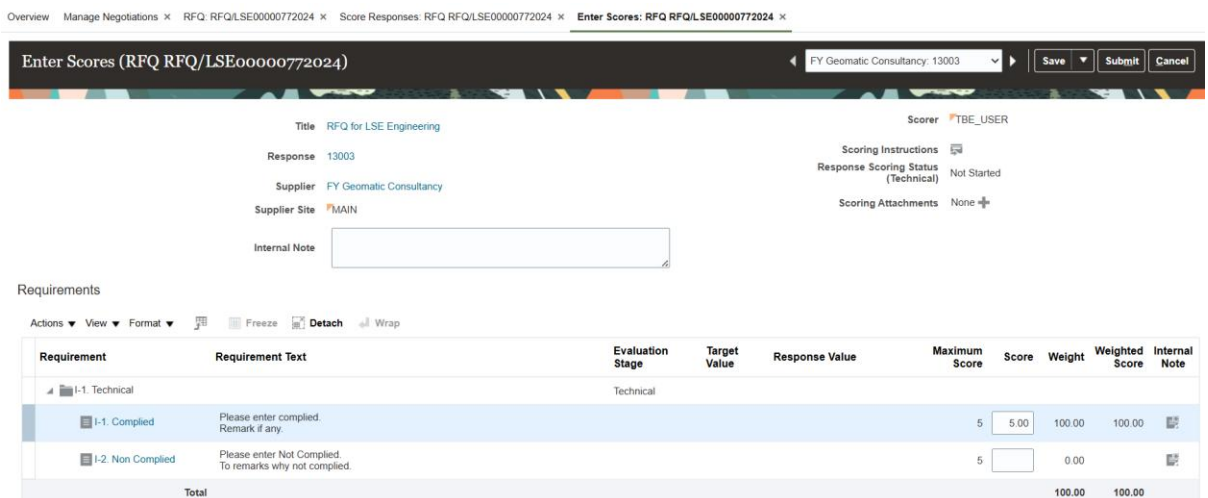 Overview Manage Negotiations × RFQ: RFQ/LSE00000772024 × Score Responses: RFQ RFQ/LSE00000772024 × Enter Scores: RFQ RFQ/LSE00000772024 ×
Enter Scores (RFQ RFQ/LSE00000772024) FY Geomatic Consultancy: 13003 Save Submit Cancel
Title RFQ for LSE Engineering
Scorer TBE_USER
Response 13003
Scoring Instructions
Response Scoring Status (Technical) Not Started
Supplier FY Geomatic Consultancy
Supplier Site MAIN
Scoring Attachments None
Internal Note
Requirements
Actions View Format Freeze Detach Wrap
Requirement Requirement Text Evaluation Stage Target Value Response Value Maximum Score Score Weight Weighted Score Internal Note
I-1. Technical Technical
I-1. Complied Please enter complied. 5 5.00 100.00 100.00
Remark if any.
I-2. Non Complied Please enter Not Complied. 5 0.00
To remarks why not complied.
Total 100.00 100.00